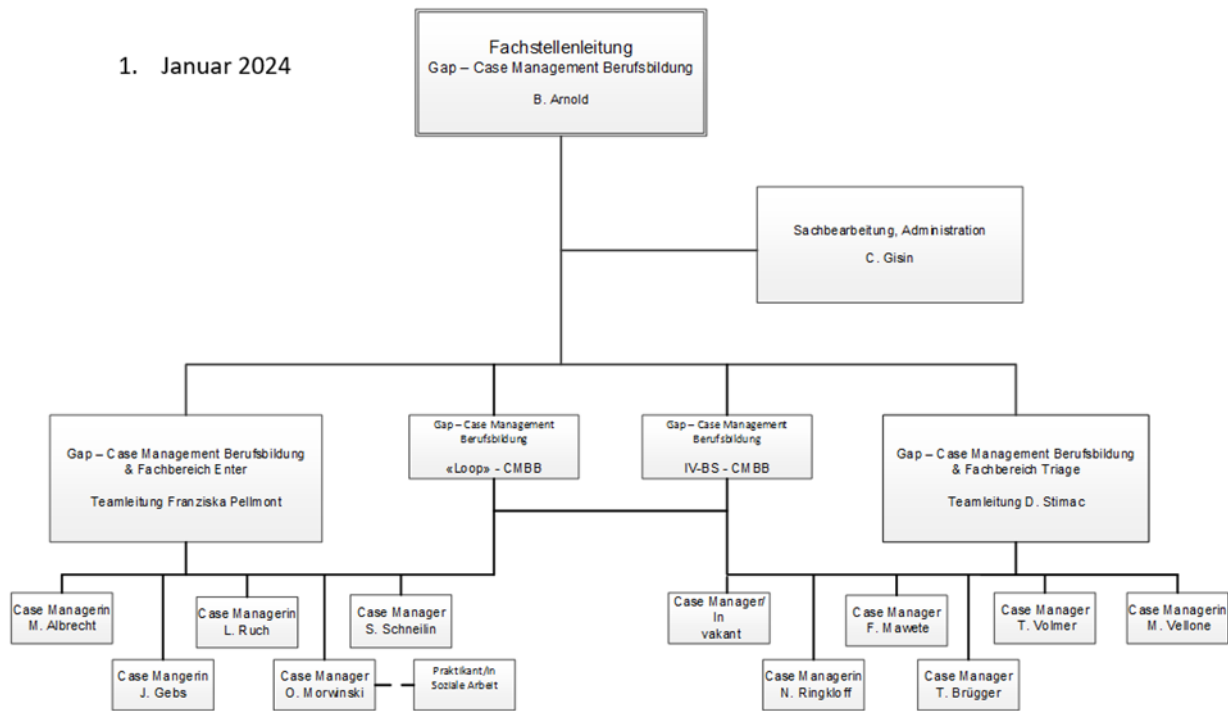 1. Januar 2024
Fachstellenleitung
Gap – Case Management Berufsbildung
B. Arnold
Sachbearbeitung, Administration
C. Gisin
Gap – Case Management Berufsbildung
& Fachbereich Enter
Teamleitung Franziska Pellmont
Gap – Case Management
Berufsbildung
«Loop» - CMBB
Gap – Case Management
Berufsbildung
IV-BS - CMBB
Gap – Case Management Berufsbildung
& Fachbereich Triage
Teamleitung D. Stimac
Case Managerin
M. Albrecht
Case Mangerin
J. Gebs
Case Managerin
L. Ruch
Case Manager
O. Morwinski
Praktikant/in
Soziale Arbeit
Case Manager
S. Schneilin
Case Manager/
In
vakant
Case Managerin
N. Ringkloff
Case Manager
F. Mawete
Case Manager
T. Brügger
Case Manager
T. Volmer
Case Managerin
M. Vellone